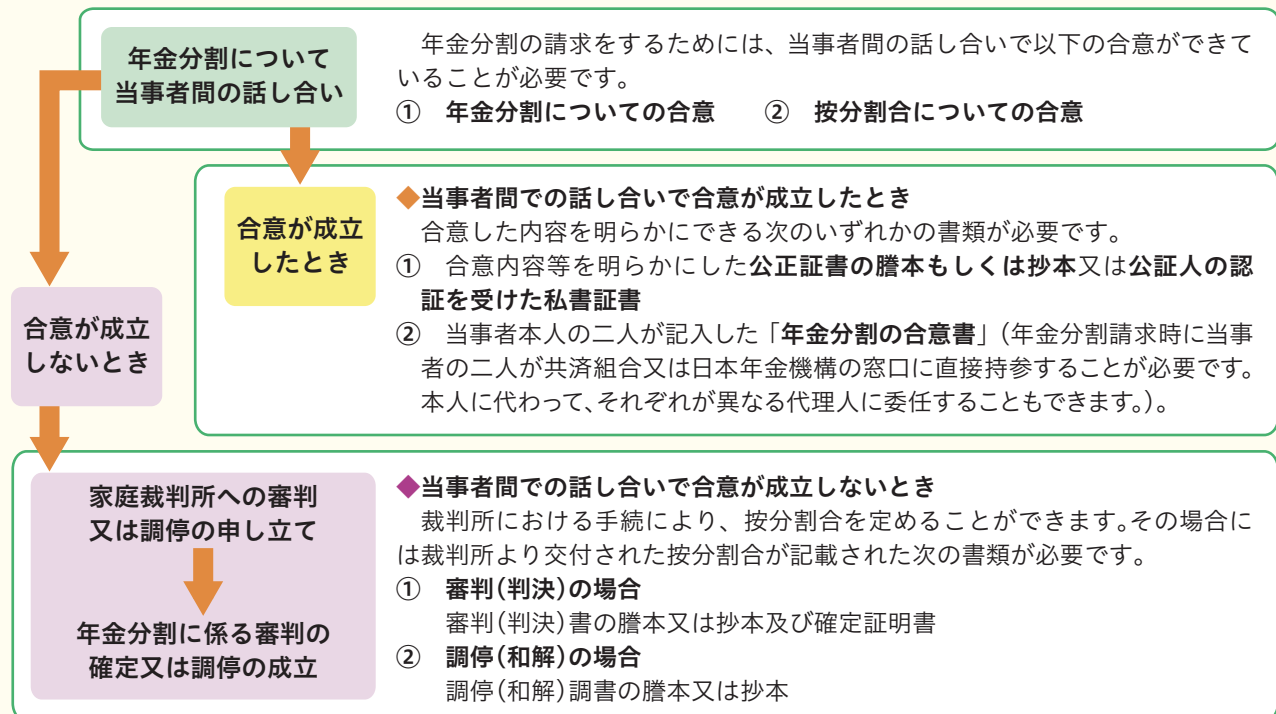 年金分割について
当事者間の話し合い
年金分割の請求をするためには、当事者間の話し合いで以下の合意ができて
いることが必要です。
① 年金分割についての合意 ② 按分割合についての合意
合意が成立
したとき
◆当事者間での話し合いで合意が成立したとき
合意した内容を明らかにできる次のいずれかの書類が必要です。
① 合意内容等を明らかにした公正証書の謄本もしくは抄本又は公証人の認
証を受けた私書証書
② 当事者本人の二人が記入した「年金分割の合意書」（年金分割請求時に当事
者の二人が共済組合又は日本年金機構の窓口に直接持参することが必要です。
本人に代わって、それぞれが異なる代理人に委任することもできます。）。
合意が成立
しないとき
家庭裁判所への審判
又は調停の申し立て
年金分割に係る審判の
確定又は調停の成立
◆当事者間での話し合いで合意が成立しないとき
裁判所における手続により、按分割合を定めることができます。その場合に
は裁判所より交付された按分割合が記載された次の書類が必要です。
① 審判（判決）の場合
審判（判決）書の謄本又は抄本及び確定証明書
② 調停（和解）の場合
調停（和解）調書の謄本又は抄本